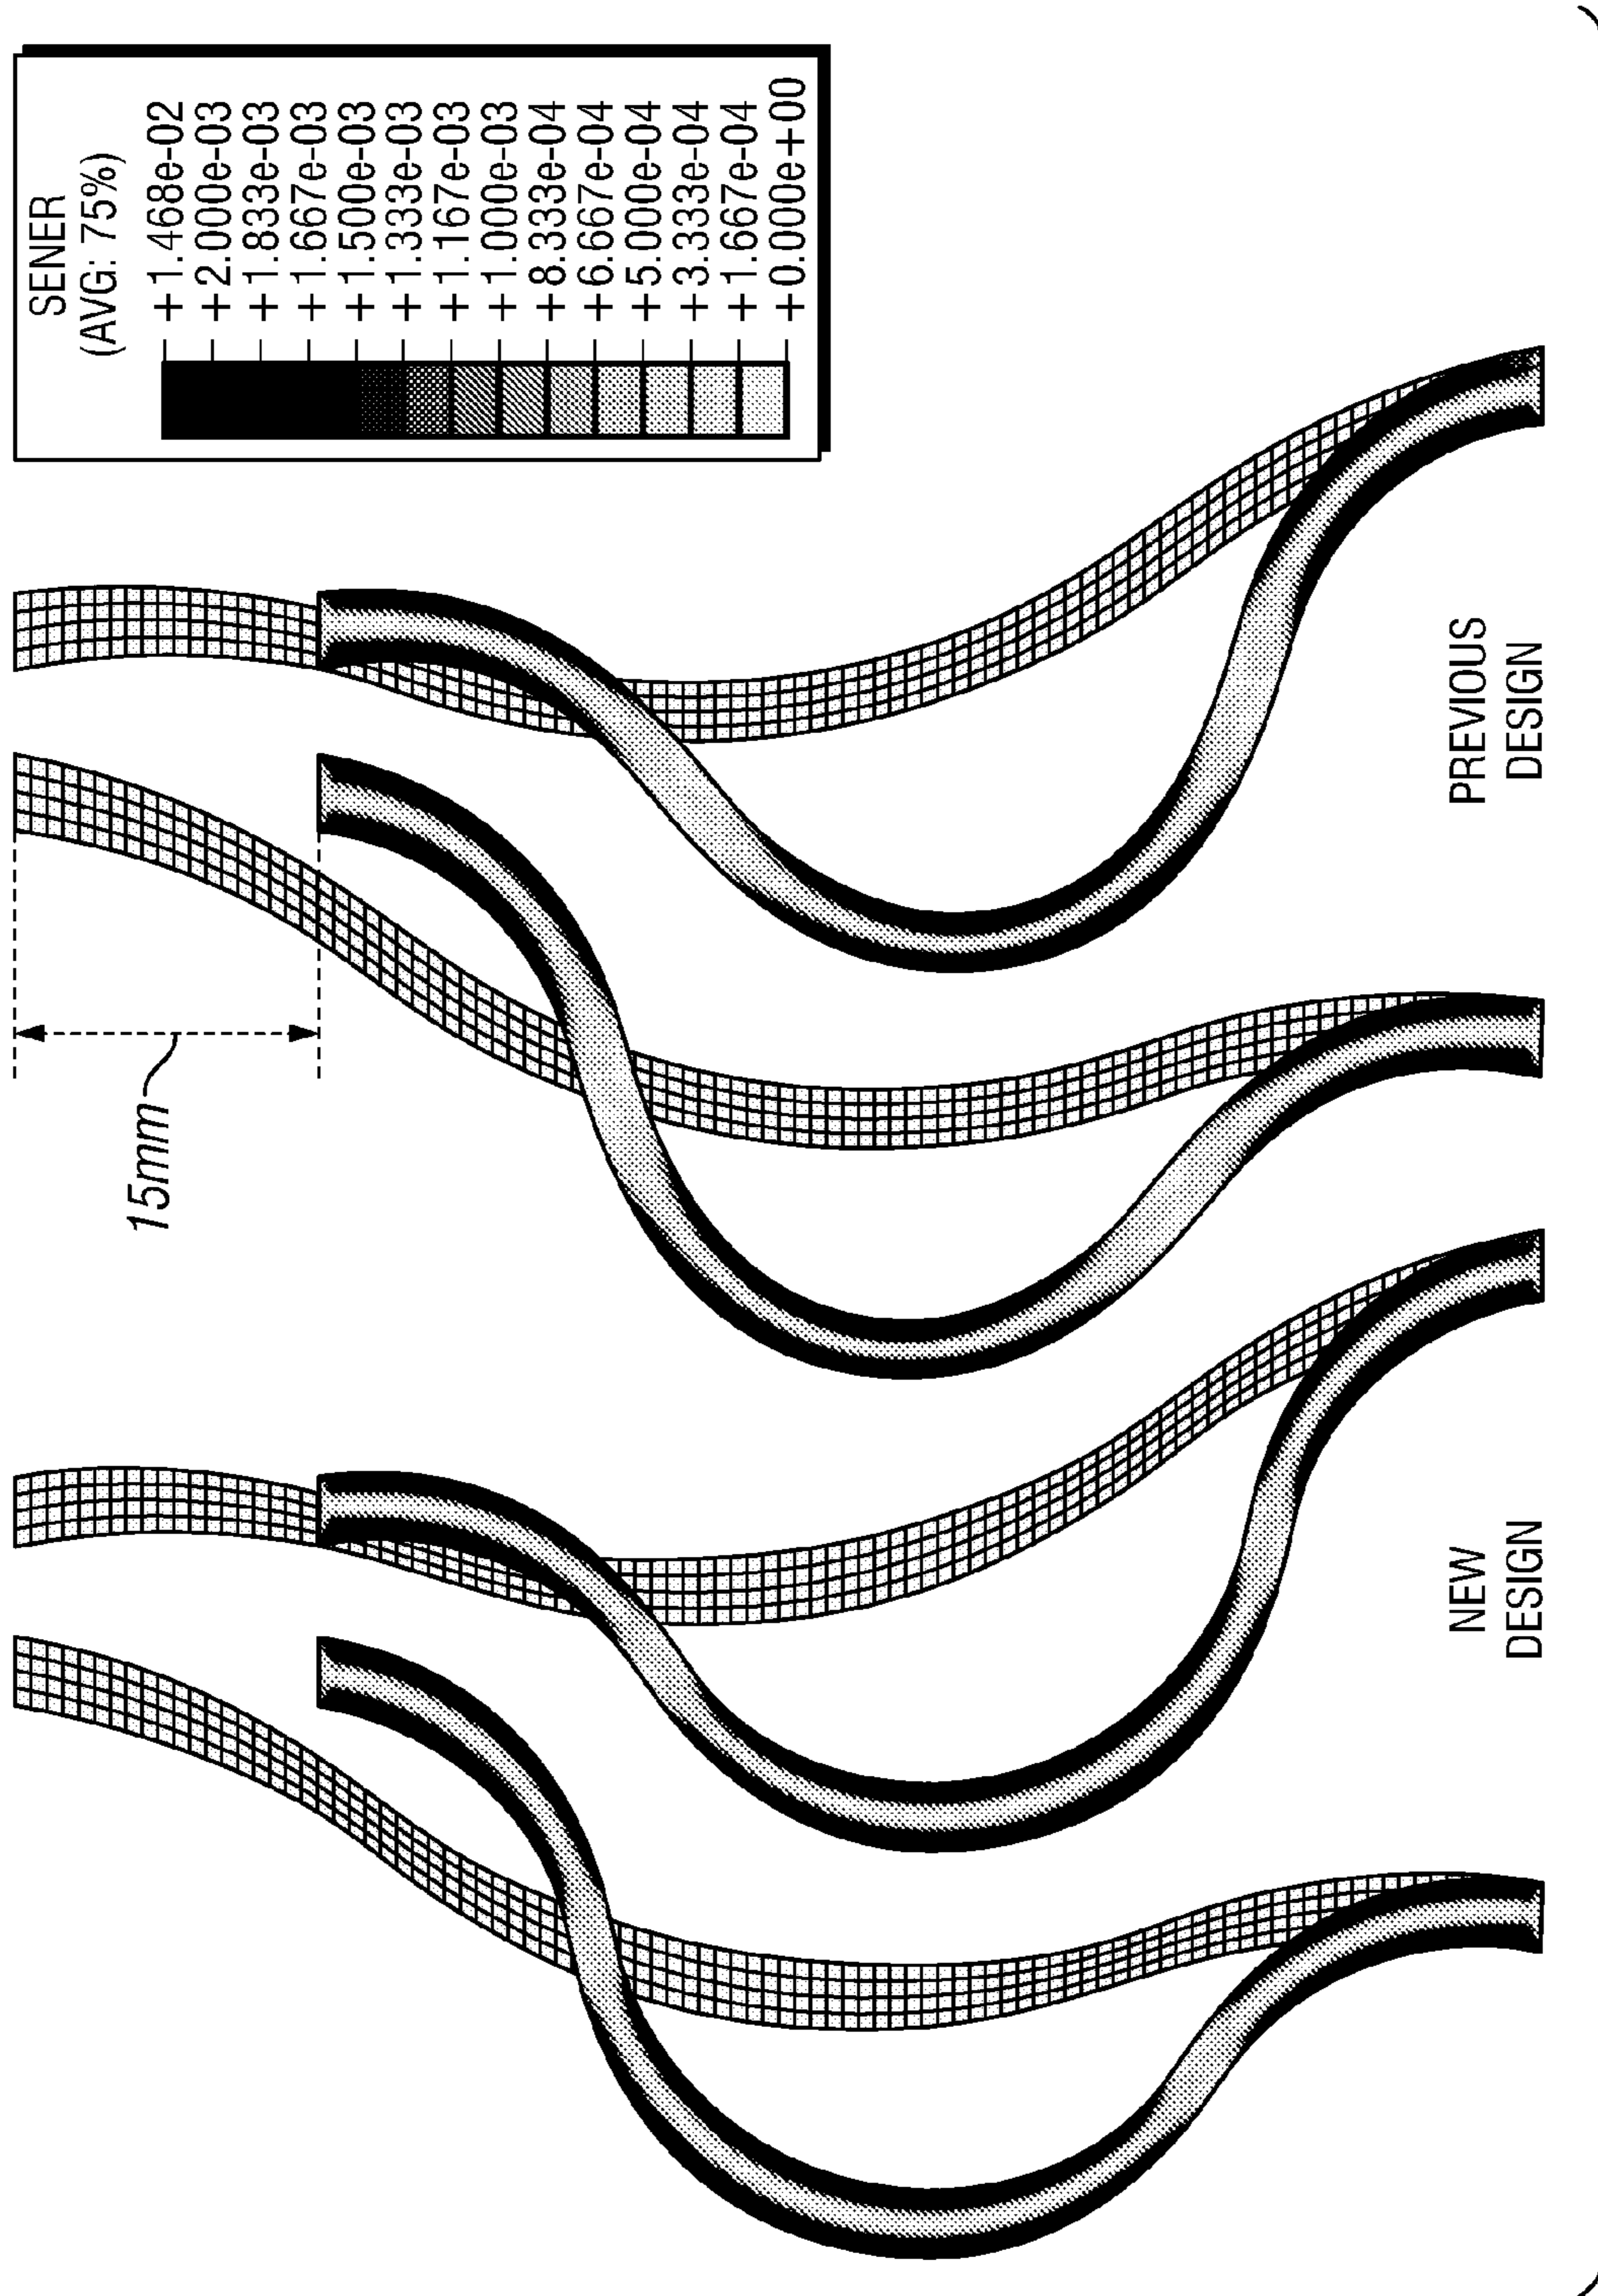 SENER
(AVG: 75%)
+1.468e-02
+2.000e-03
+1.833e-03
+1.667e-03
+1.500e-03
+1.333e-03
+1.167e-03
+1.000e-03
+8.333e-04
+6.667e-04
+5.000e-04
+3.333e-04
+1.667e-04
+0.000e+00
15mm
NEW
DESIGN
PREVIOUS
DESIGN